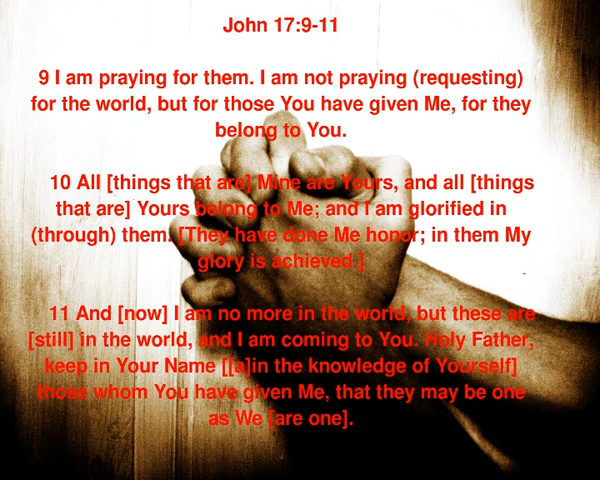 John 17:9-11
9 I am praying for them. I am not praying (requesting)
for the world, but for those You have given Me, for they
belong to You.
10 All [things that are] Mine are Yours, and all [things
that are] Yours belong to Me; and I am glorified in
(through) them. [They have done Me honor; in them My
glory is achieved.]
11 And [now] I am no more in the world, but these are
[still] in the world, and I am coming to You. Holy Father,
keep in Your Name [[a]in the knowledge of Yourself]
those whom You have given Me, that they may be one
as We [are one].